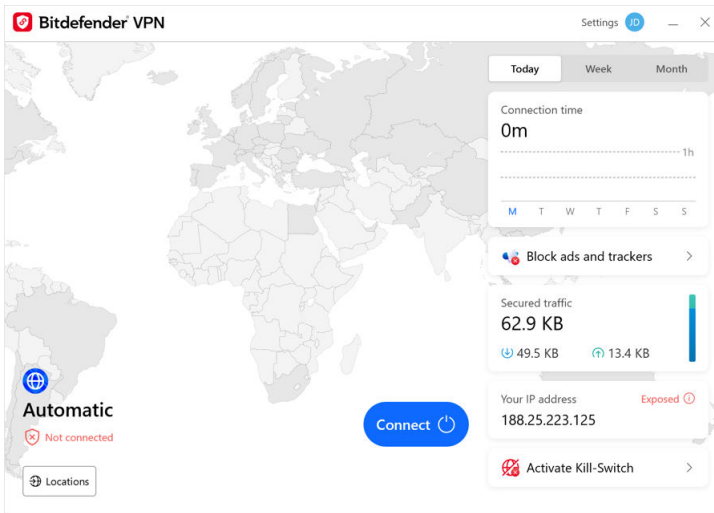 Bitdefender® VPN
Settings JD
Today Week Month
Connection time
0m
1h
M T W T F S S
Block ads and trackers
Secured traffic
62.9 KB
49.5 KB 13.4 KB
Your IP address Exposed
188.25.223.125
Activate Kill-Switch
Automatic
Not connected
Connect
Locations